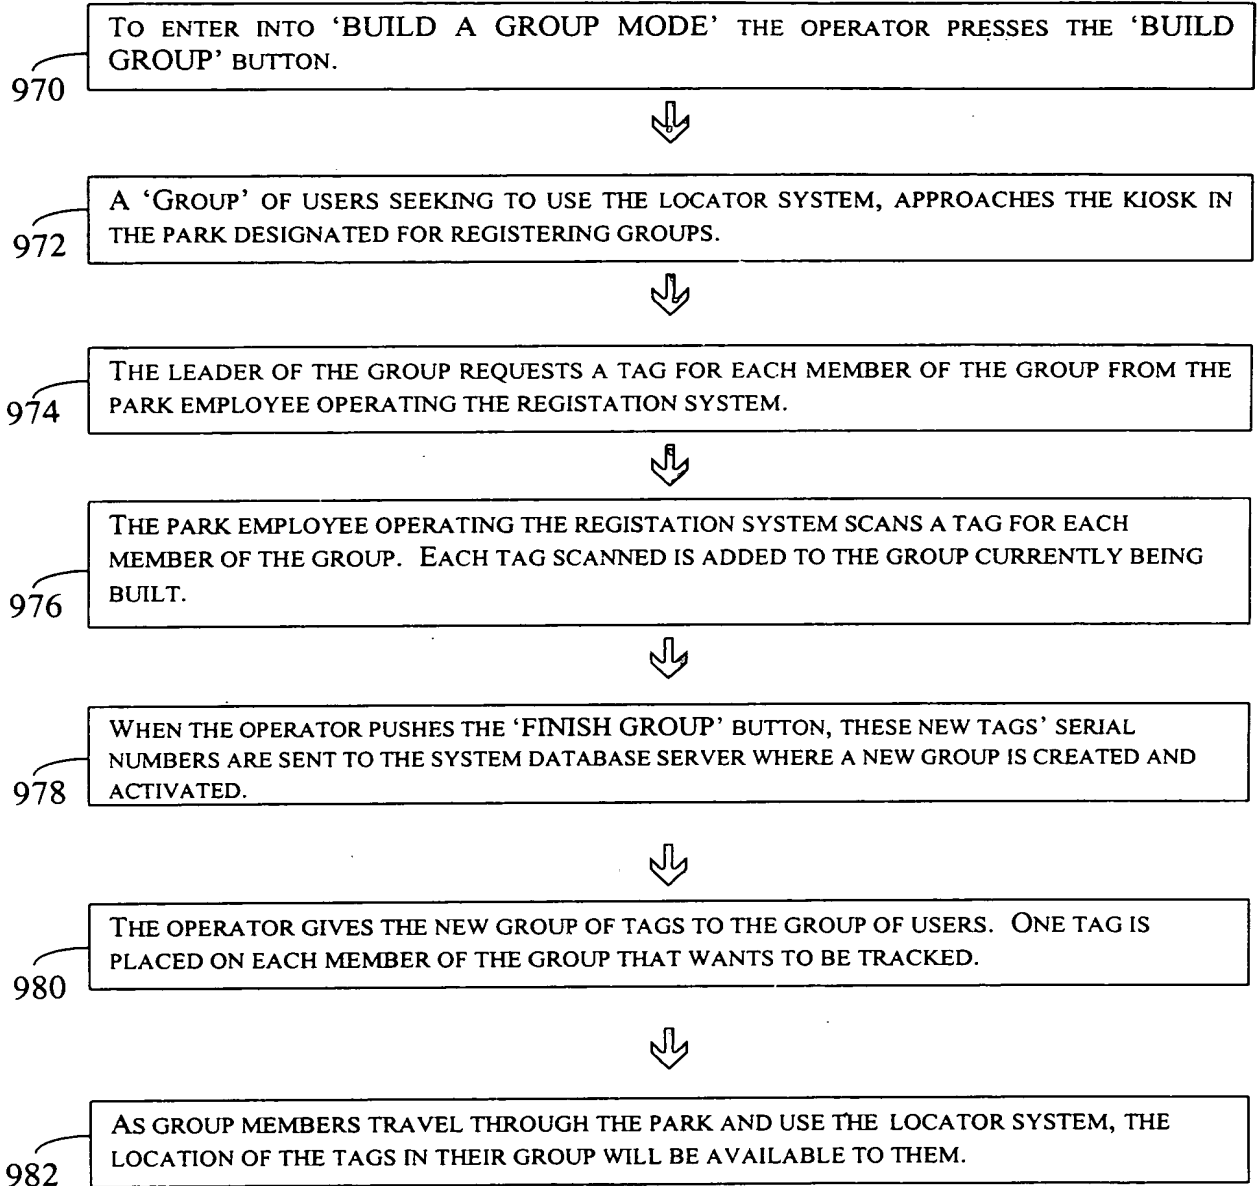 TO ENTER INTO ‘BUILD A GROUP MODE’ THE OPERATOR PRESSES THE ‘BUILD
GROUP’ BUTTON.
970
A ‘GROUP’ OF USERS SEEKING TO USE THE LOCATOR SYSTEM, APPROACHES THE KIOSK IN
THE PARK DESIGNATED FOR REGISTERING GROUPS.
972
THE LEADER OF THE GROUP REQUESTS A TAG FOR EACH MEMBER OF THE GROUP FROM THE
PARK EMPLOYEE OPERATING THE REGISTATION SYSTEM.
974
THE PARK EMPLOYEE OPERATING THE REGISTATION SYSTEM SCANS A TAG FOR EACH
MEMBER OF THE GROUP. EACH TAG SCANNED IS ADDED TO THE GROUP CURRENTLY BEING
BUILT.
976
WHEN THE OPERATOR PUSHES THE ‘FINISH GROUP’ BUTTON, THESE NEW TAGS’ SERIAL
NUMBERS ARE SENT TO THE SYSTEM DATABASE SERVER WHERE A NEW GROUP IS CREATED AND
ACTIVATED.
978
THE OPERATOR GIVES THE NEW GROUP OF TAGS TO THE GROUP OF USERS. ONE TAG IS
PLACED ON EACH MEMBER OF THE GROUP THAT WANTS TO BE TRACKED.
980
AS GROUP MEMBERS TRAVEL THROUGH THE PARK AND USE THE LOCATOR SYSTEM, THE
LOCATION OF THE TAGS IN THEIR GROUP WILL BE AVAILABLE TO THEM.
982